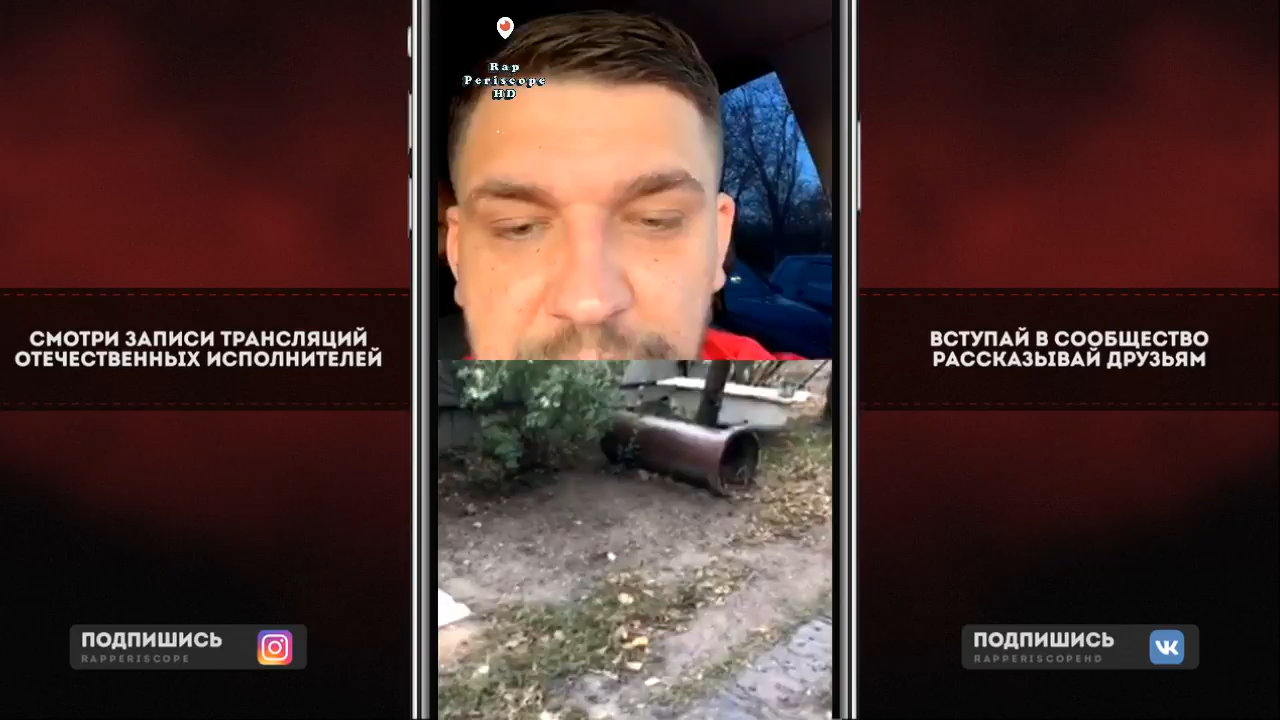 Rap
Periscope
HD
СМОТРИ ЗАПИСИ ТРАНСЛЯЦИЙ
ОТЕЧЕСТВЕННЫХ ИСПОЛНИТЕЛЕЙ
ВСТУПАЙ В СООБЩЕСТВО
РАССКАЗЫВАЙ ДРУЗЬЯМ
ПОДПИШИСЬ
RAPPERISCOPE
ПОДПИШИСЬ
RAPPERISCOPEHD